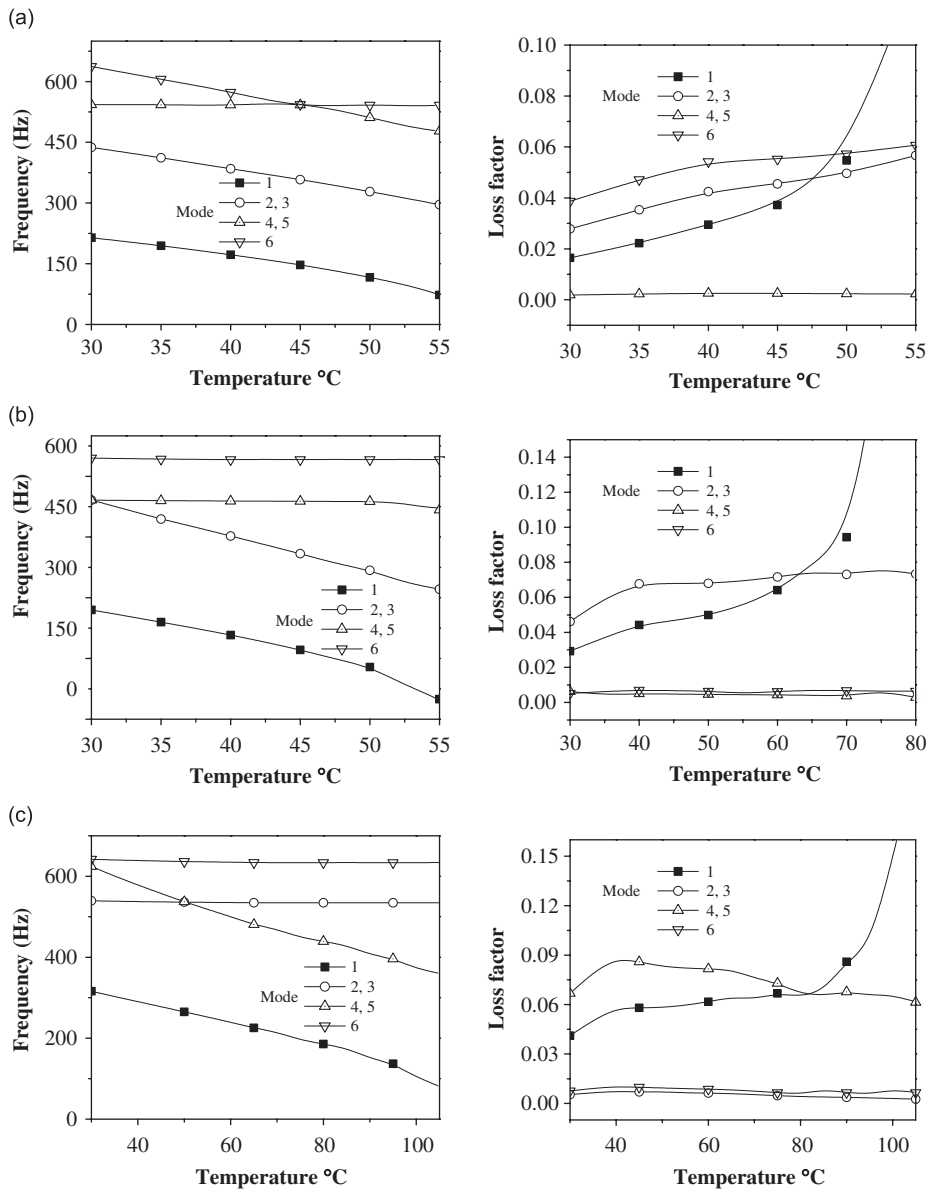 (a)
Frequency (Hz)
600
450
300
150
0
Mode
1
2, 3
4, 5
6
30 35 40 45 50 55
Temperature °C
Loss factor
0.10
0.08
0.06
0.04
0.02
0.00
Mode
1
2, 3
4, 5
6
30 35 40 45 50 55
Temperature °C
(b)
Frequency (Hz)
600
450
300
150
0
Mode
1
2, 3
4, 5
6
30 35 40 45 50 55
Temperature °C
Loss factor
0.14
0.12
0.10
0.08
0.06
0.04
0.02
0.00
Mode
1
2, 3
4, 5
6
30 40 50 60 70 80
Temperature °C
(c)
Frequency (Hz)
600
400
200
0
Mode
1
2, 3
4, 5
6
40 60 80 100
Temperature °C
Loss factor
0.15
0.12
0.09
0.06
0.03
0.00
Mode
1
2, 3
4, 5
6
40 60 80 100
Temperature °C